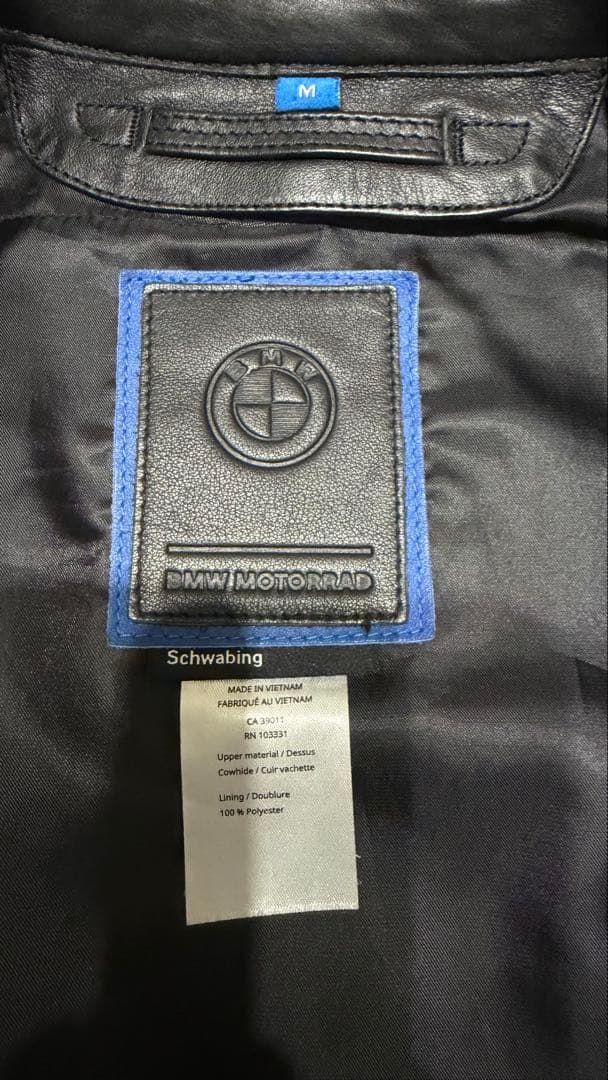 M
BMW
BMW MOTORRAD
Schwabing
MADE IN VIETNAM
FABRIQUÉ AU VIETNAM
CA 39011
RN 103331
Upper material / Dessus
Cowhide / Cuir vachette
Lining / Doublure
100 % Polyester